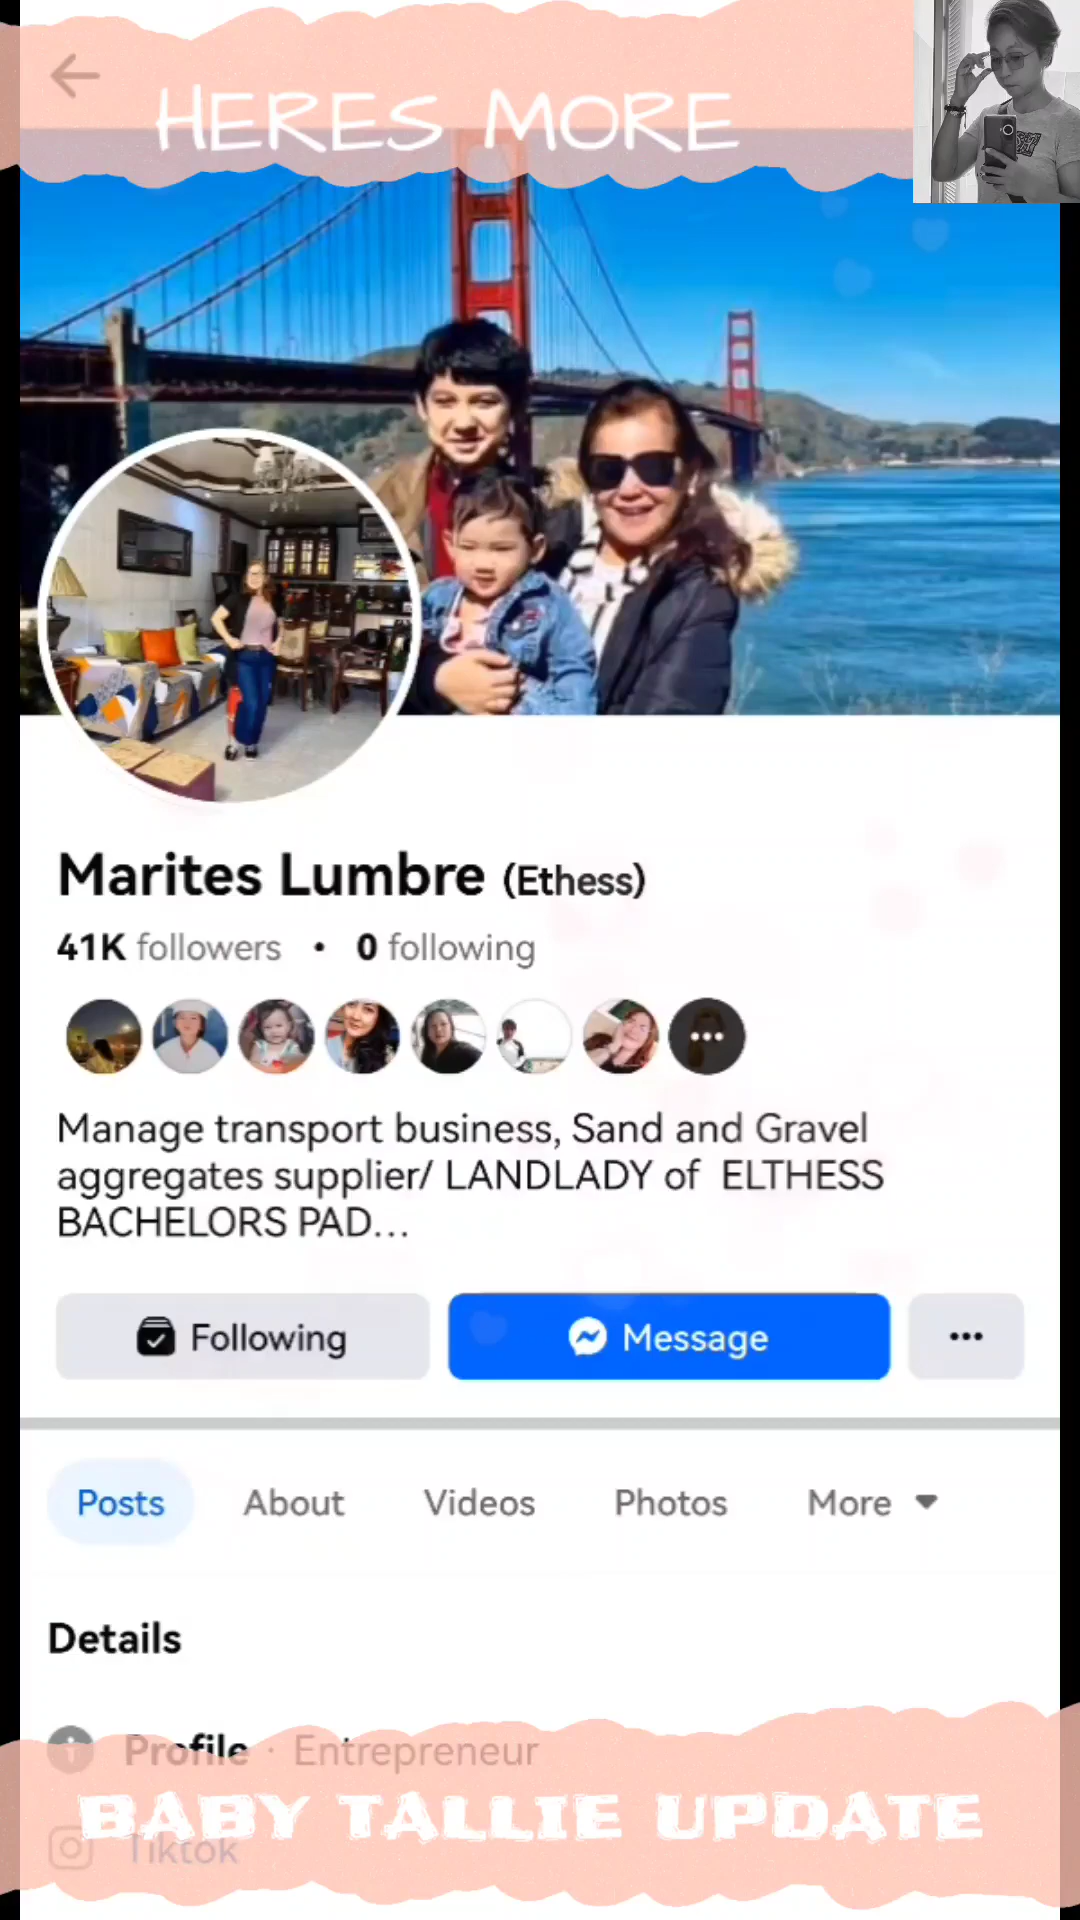 HERES MORE
Marites Lumbre (Ethess)
41K followers • 0 following
Manage transport business, Sand and Gravel
aggregates supplier/ LANDLADY of ELTHESS
BACHELORS PAD...
Following
Message
Posts
About
Videos
Photos
More
Details
Profile · Entrepreneur
BABY TALLIE UPDATE
Tiktok